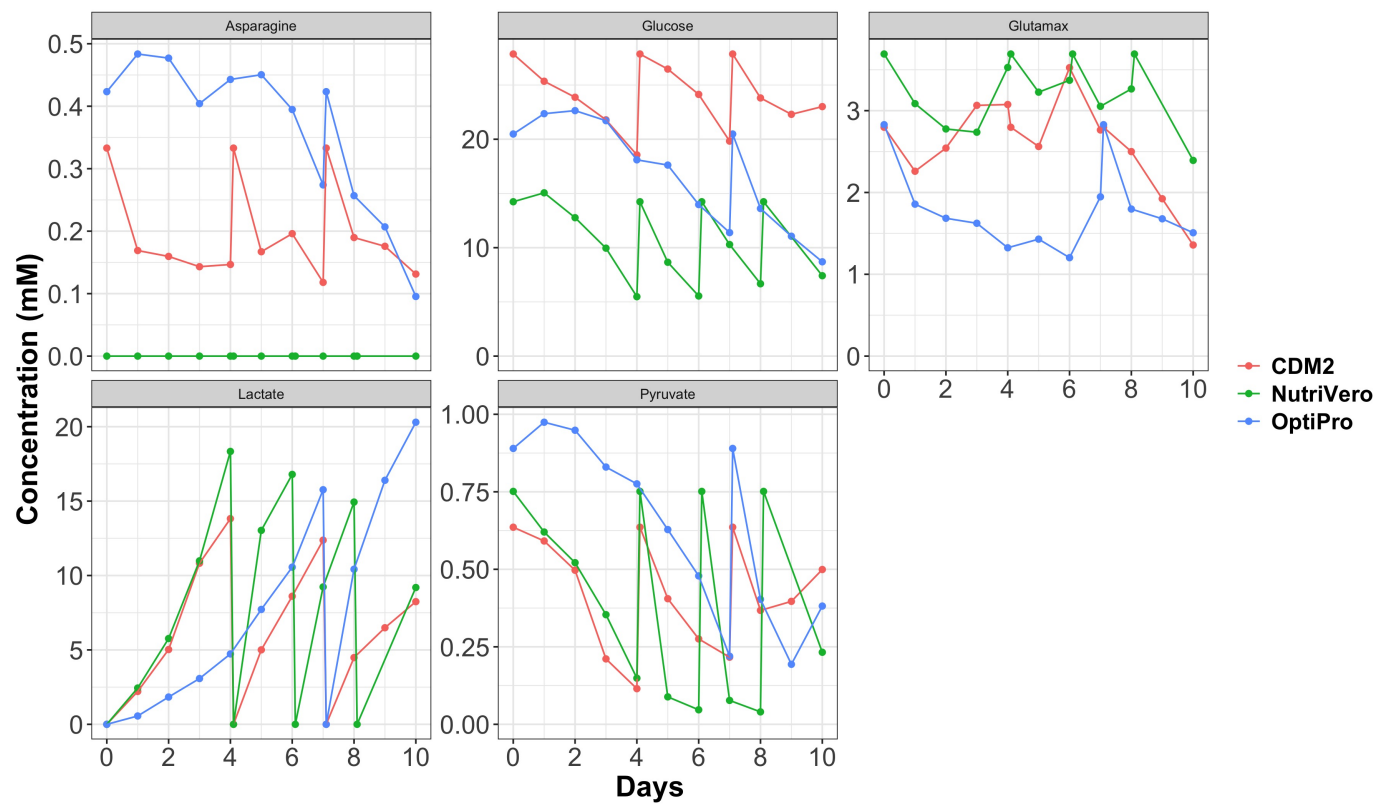 Asparagine
Glucose
Glutamax
0.5
0.4
0.3
0.2
0.1
0.0
20
10
0
3
2
1
0
0 2 4 6 8 10
Lactate
Pyruvate
20
15
10
5
0
1.00
0.75
0.50
0.25
0.00
0 2 4 6 8 10
0 2 4 6 8 10
Concentration (mM)
Days
CDM2
NutriVero
OptiPro